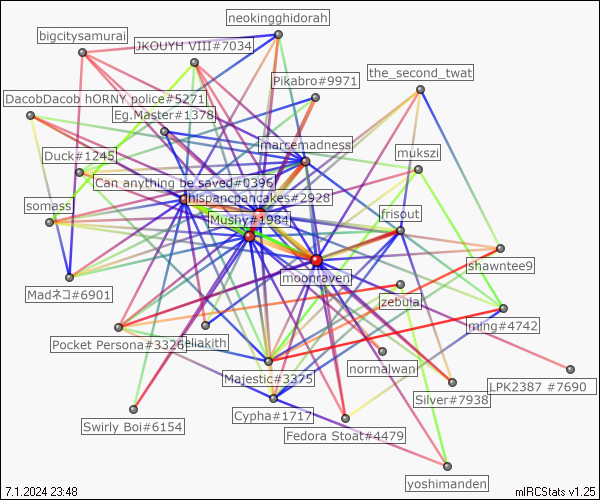 neokingghidorah
bigcitysamurai
JKOUYH VIII#7034
Pikabro#9971
the_second_twat
DacobDacob hORNY police#5271
Eg.Master#1378
marcemadness
mukszi
Duck#1245
Can anything be saved#0396
hispancpancakes#2928
somass
Mushy#1984
frisout
shawntee9
moonraven
Madネコ#6901
zebulai
ming#4742
Pocket Persona#3326
eliakith
normalwan
Majestic#3375
LPK2387 #7690
Silver#7938
Cypha#1717
Swirly Boi#6154
Fedora Stoat#4479
yoshimanden
7.1.2024 23:48
mIRCStats v1.25